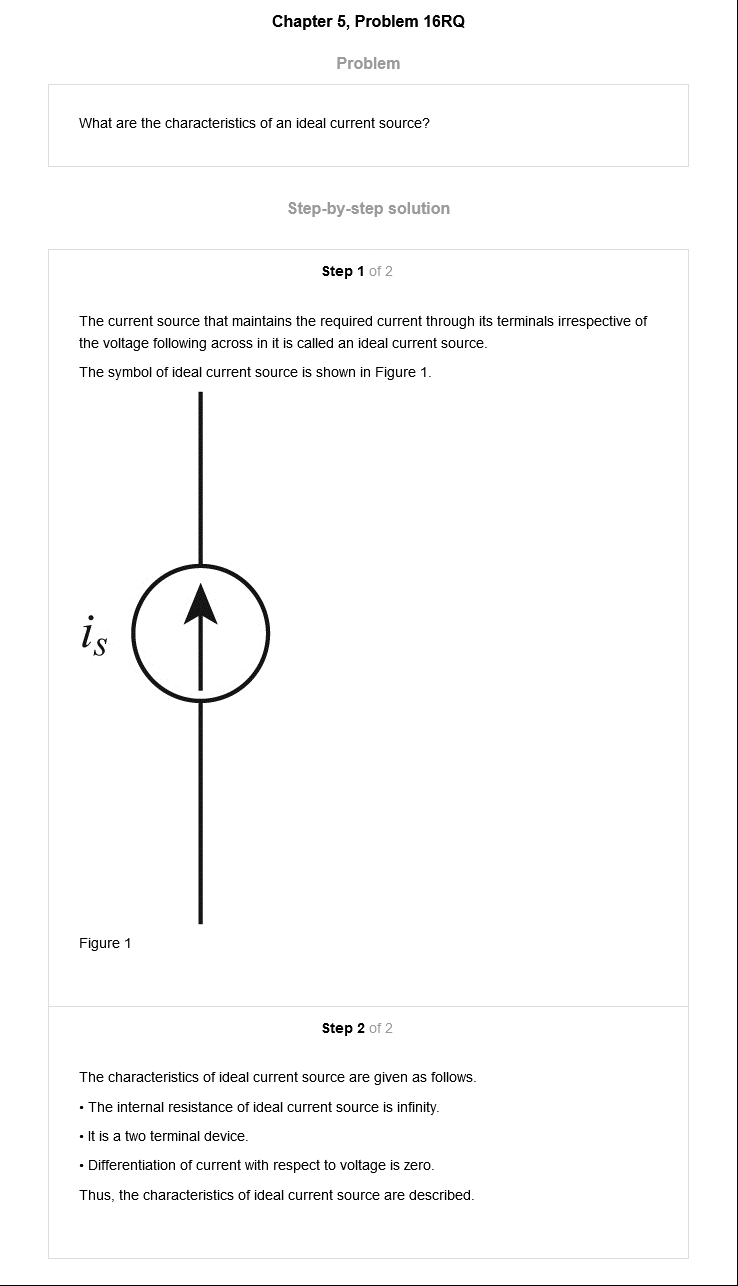 Chapter 5, Problem 16RQ
Problem
What are the characteristics of an ideal current source?
Step-by-step solution
Step 1 of 2
The current source that maintains the required current through its terminals irrespective of
the voltage following across in it is called an ideal current source.
The symbol of ideal current source is shown in Figure 1.
is
Figure 1
Step 2 of 2
The characteristics of ideal current source are given as follows.
• The internal resistance of ideal current source is infinity.
• It is a two terminal device.
• Differentiation of current with respect to voltage is zero.
Thus, the characteristics of ideal current source are described.